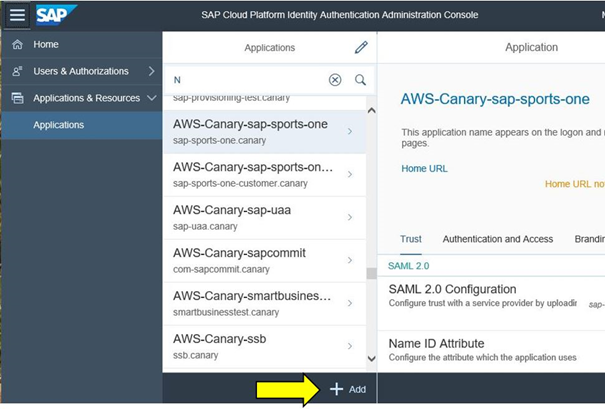 SAP
SAP Cloud Platform Identity Authentication Administration Console
Home
Users & Authorizations
Applications & Resources
Applications
Applications
N
sap-provisioning-test.canary
AWS-Canary-sap-sports-one
sap-sports-one.canary
AWS-Canary-sap-sports-on...
sap-sports-one-customer.canary
AWS-Canary-sap-uaa
sap-uaa.canary
AWS-Canary-sapcommit
com-sapcommit.canary
AWS-Canary-smartbusines...
smartbusinesstest.canary
AWS-Canary-ssb
ssb.canary
Add
Application
AWS-Canary-sap-sports-one
This application name appears on the logon and
pages.
Home URL
Home URL no
Trust Authentication and Access Brandin
SAML 2.0
SAML 2.0 Configuration
Configure trust with a service provider by uploadin sap-
Name ID Attribute
Configure the attribute which the application uses